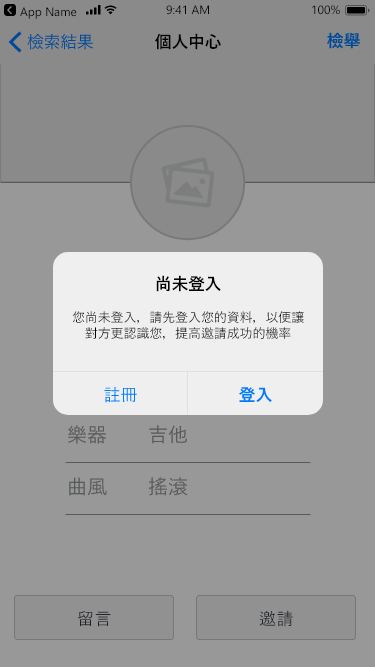 App Name 9:41 AM 100%
檢索結果 個人中心 檢舉
尚未登入
您尚未登入，請先登入您的資料，以便讓
對方更認識您，提高邀請成功的機率
註冊 登入
樂器 吉他
曲風 搖滾
留言 邀請